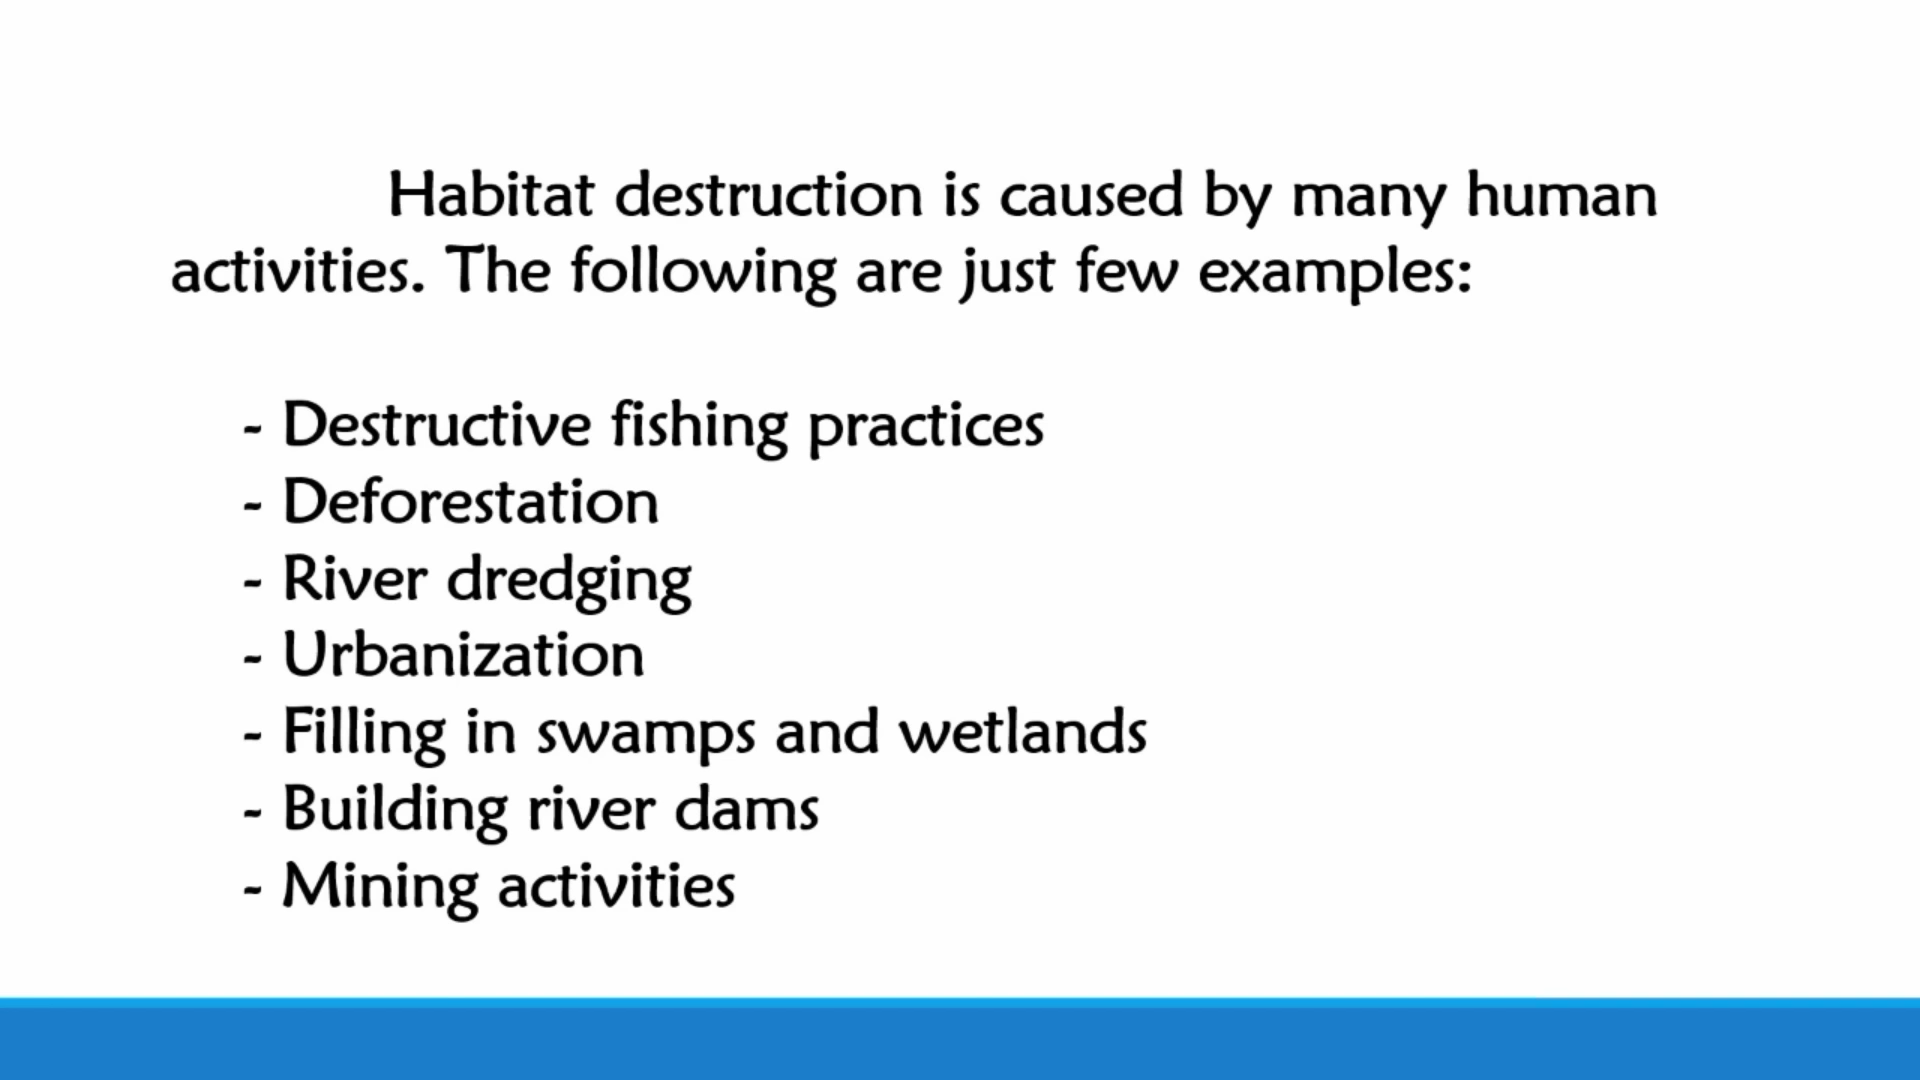 Habitat destruction is caused by many human
activities. The following are just few examples:
- Destructive fishing practices
- Deforestation
- River dredging
- Urbanization
- Filling in swamps and wetlands
- Building river dams
- Mining activities